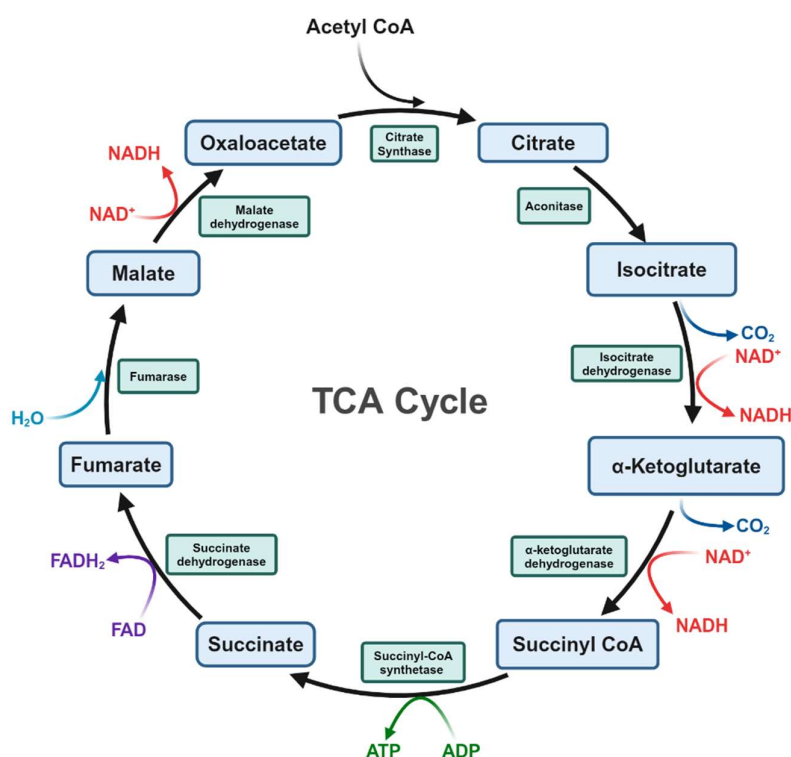 Acetyl CoA
Oxaloacetate
Citrate
Synthase
Citrate
NADH
NAD⁺
Malate
dehydrogenase
Aconitase
Malate
Isocitrate
CO₂
Isocitrate
dehydrogenase
NAD⁺
NADH
Fumarase
H₂O
TCA Cycle
Fumarate
α-Ketoglutarate
CO₂
Succinate
dehydrogenase
α-ketoglutarate
dehydrogenase
NAD⁺
NADH
FADH₂
FAD
Succinate
Succinyl-CoA
synthetase
Succinyl CoA
ATP
ADP